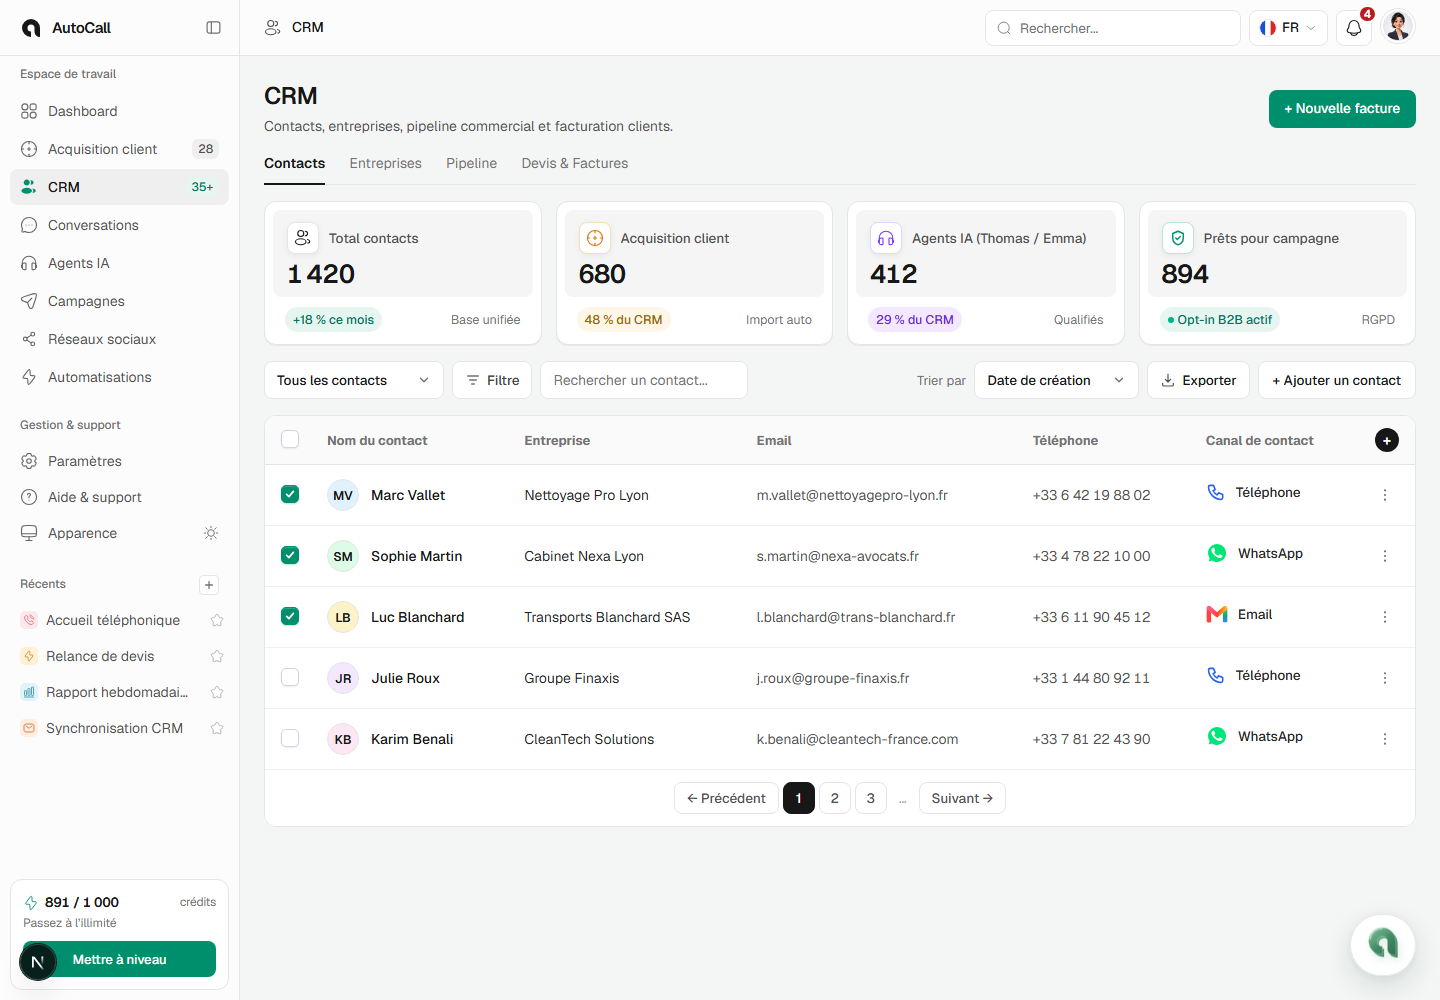 AutoCall
CRM
Rechercher...
FR
4
Espace de travail
Dashboard
Acquisition client 28
CRM 35+
Conversations
Agents IA
Campagnes
Réseaux sociaux
Automatisations
Gestion & support
Paramètres
Aide & support
Apparence
Récents +
Accueil téléphonique
Relance de devis
Rapport hebdomadai...
Synchronisation CRM
891 / 1 000 crédits
Passez à l'illimité
Mettre à niveau
N
CRM
Contacts, entreprises, pipeline commercial et facturation clients.
+ Nouvelle facture
Contacts Entreprises Pipeline Devis & Factures
Total contacts
1 420
+18 % ce mois Base unifiée
Acquisition client
680
48 % du CRM Import auto
Agents IA (Thomas / Emma)
412
29 % du CRM Qualifiés
Prêts pour campagne
894
Opt-in B2B actif RGPD
Tous les contacts Filtre Rechercher un contact... Trier par Date de création Exporter + Ajouter un contact
Nom du contact Entreprise Email Téléphone Canal de contact +
MV Marc Vallet Nettoyage Pro Lyon m.vallet@nettoyagepro-lyon.fr +33 6 42 19 88 02 Téléphone
SM Sophie Martin Cabinet Nexa Lyon s.martin@nexa-avocats.fr +33 4 78 22 10 00 WhatsApp
LB Luc Blanchard Transports Blanchard SAS l.blanchard@trans-blanchard.fr +33 6 11 90 45 12 Email
JR Julie Roux Groupe Finaxis j.roux@groupe-finaxis.fr +33 1 44 80 92 11 Téléphone
KB Karim Benali CleanTech Solutions k.benali@cleantech-france.com +33 7 81 22 43 90 WhatsApp
← Précédent 1 2 3 ... Suivant →